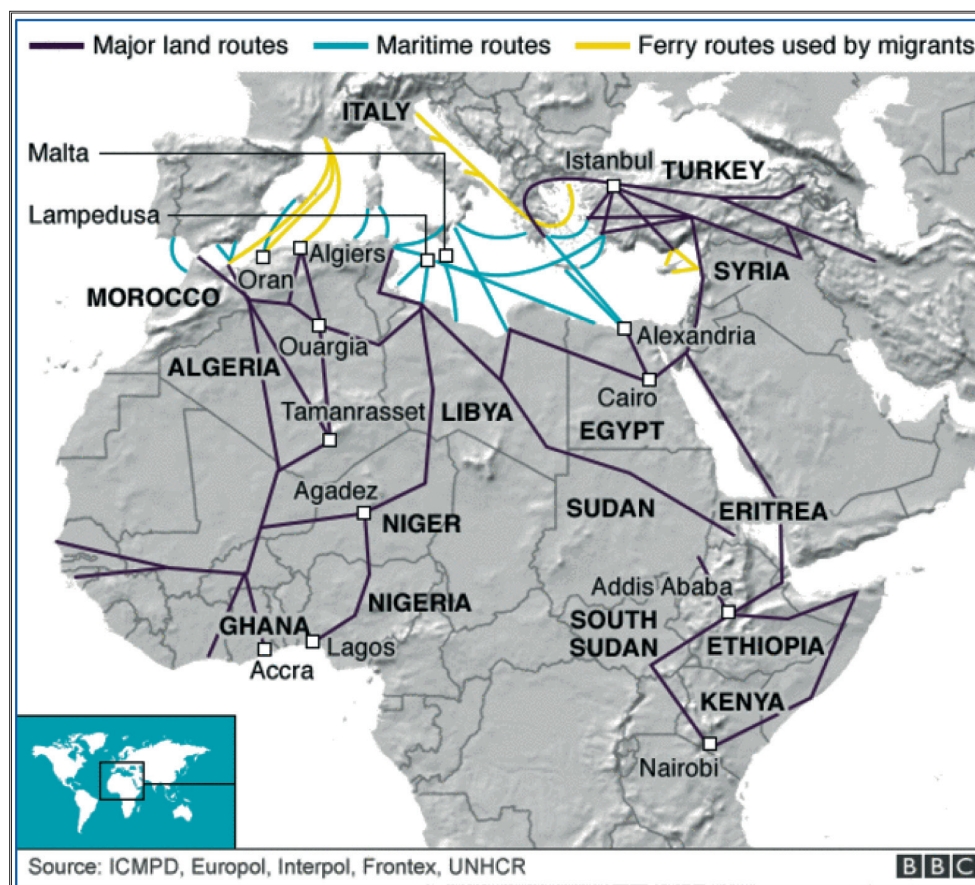 Major land routes
Maritime routes
Ferry routes used by migrants
ITALY
Malta
Istanbul
TURKEY
Lampedusa
Algiers
Oran
SYRIA
MOROCCO
Ouargia
Alexandria
ALGERIA
Cairo
Tamanrasset
LIBYA
EGYPT
Agadez
NIGER
SUDAN
ERITREA
Addis Ababa
NIGERIA
SOUTH
SUDAN
GHANA
Lagos
ETHIOPIA
Accra
KENYA
Nairobi
Source: ICMPD, Europol, Interpol, Frontex, UNHCR
BBC